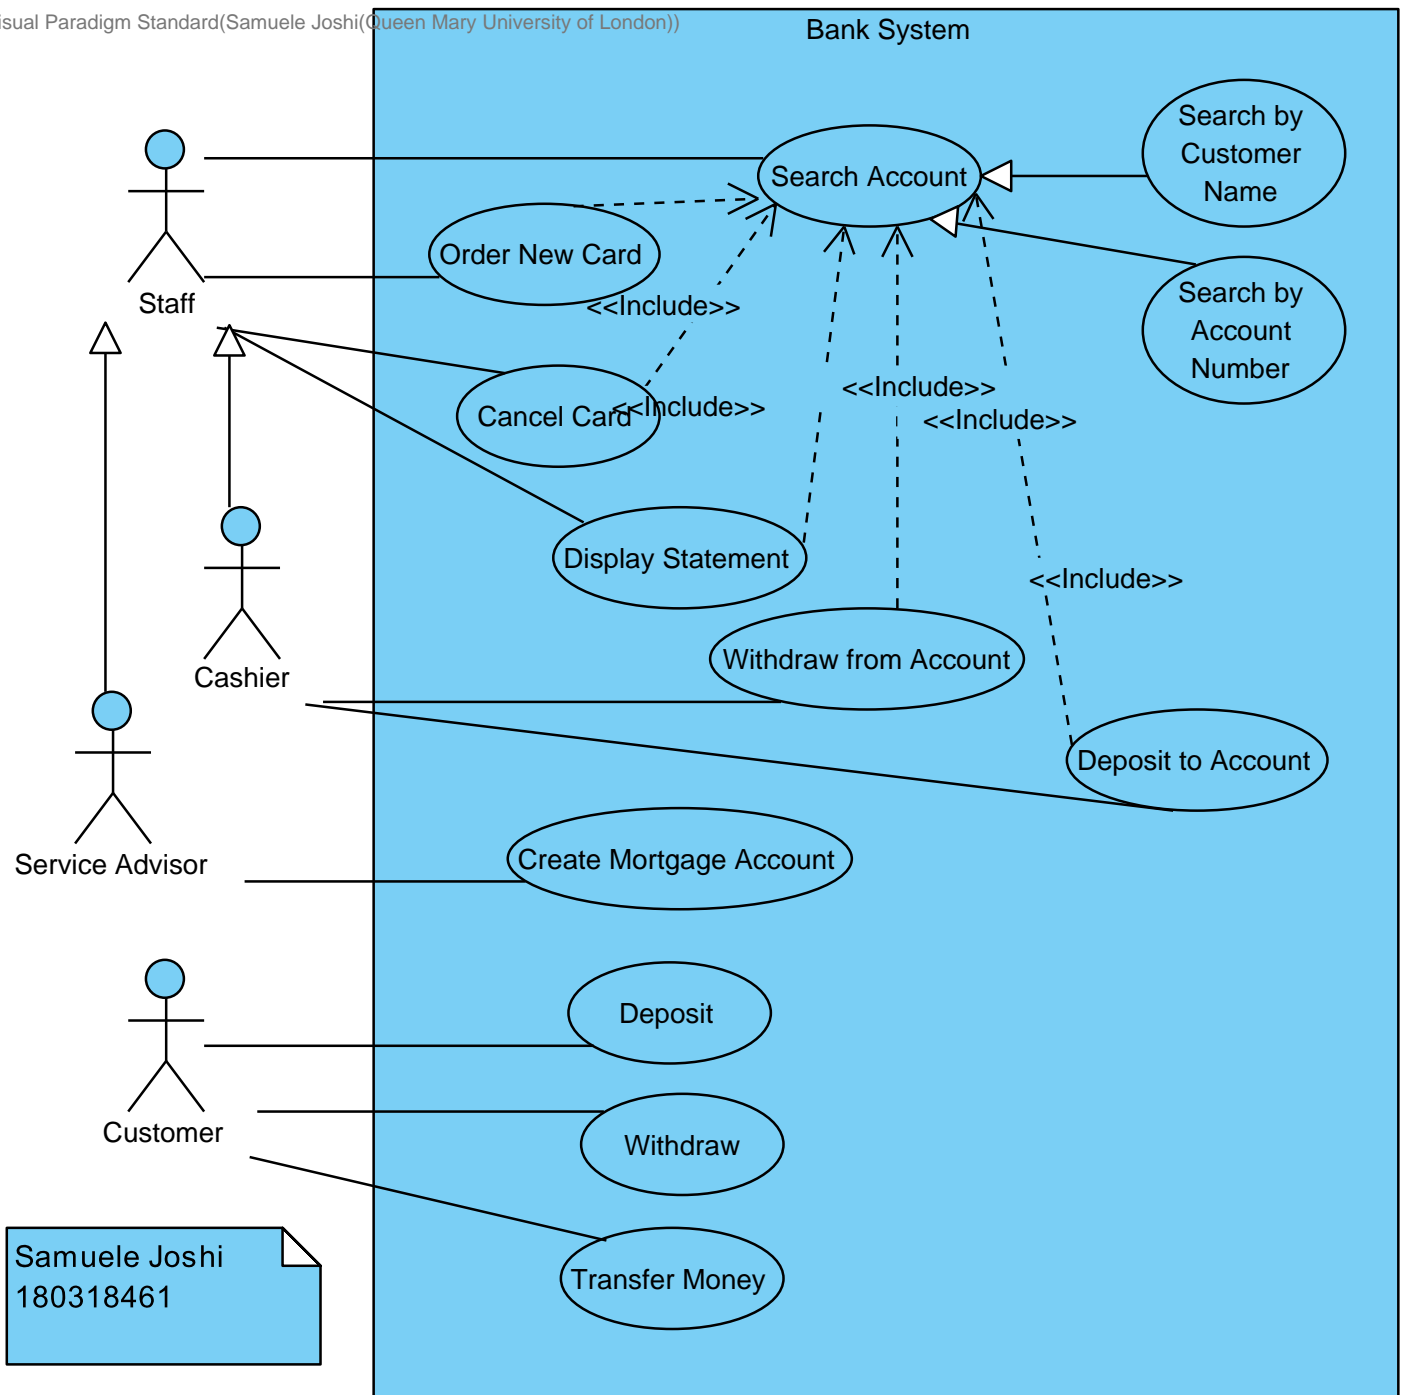 isual Paradigm Standard(Samuele Joshi(Queen Mary University of London))
Bank System
Search by
Customer
Name
Search Account
Order New Card
Staff
<<Include>>
Search by
Account
Number
<<Include>>
Cancel Card
<<Include>>
<<Include>>
Display Statement
<<Include>>
Cashier
Withdraw from Account
Deposit to Account
Service Advisor
Create Mortgage Account
Deposit
Customer
Withdraw
Samuele Joshi
180318461
Transfer Money